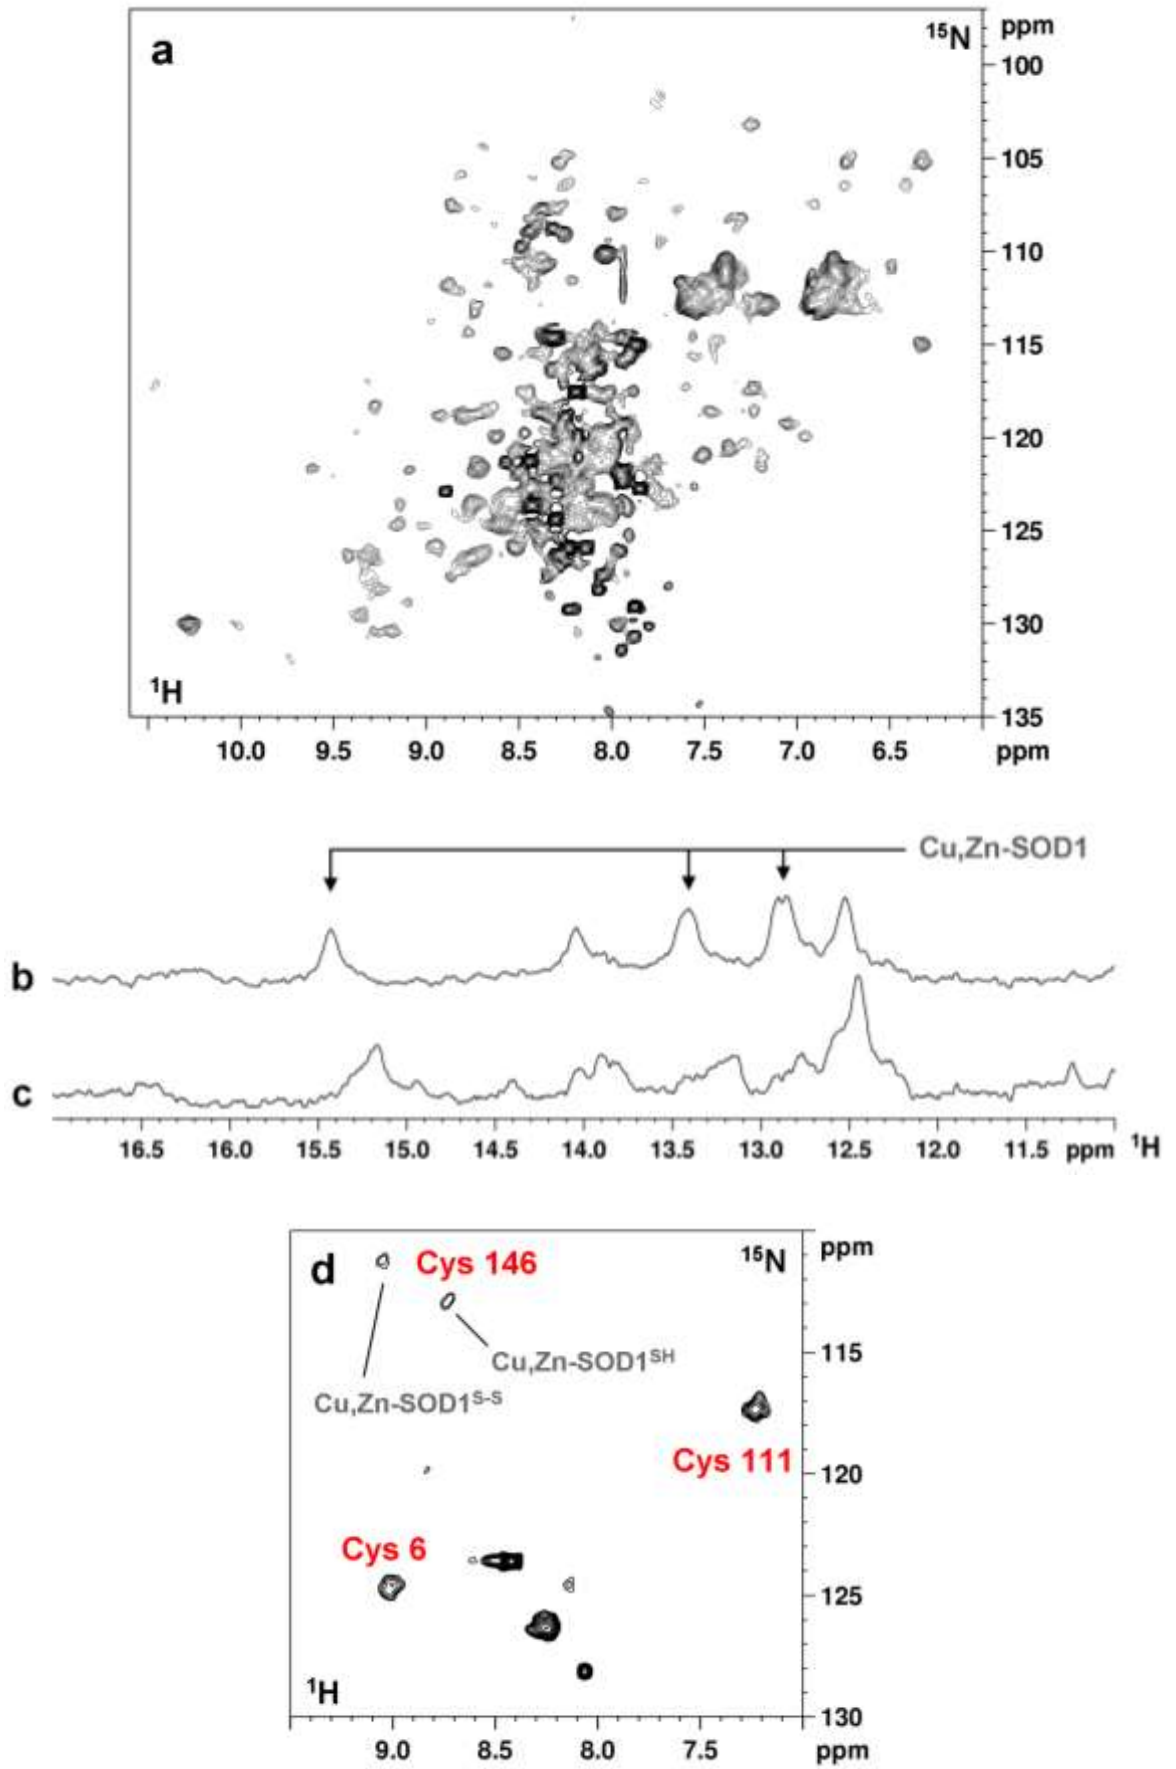 a
¹⁵N
ppm
100
105
110
115
120
125
130
135
¹H
10.0 9.5 9.0 8.5 8.0 7.5 7.0 6.5 ppm
Cu,Zn-SOD1
b
c
16.5 16.0 15.5 15.0 14.5 14.0 13.5 13.0 12.5 12.0 11.5 ppm ¹H
d
Cys 146
¹⁵N
ppm
Cu,Zn-SOD1ˢᴴ
115
Cu,Zn-SOD1ˢ⁻ˢ
Cys 111
120
Cys 6
125
¹H
130
9.0 8.5 8.0 7.5 ppm